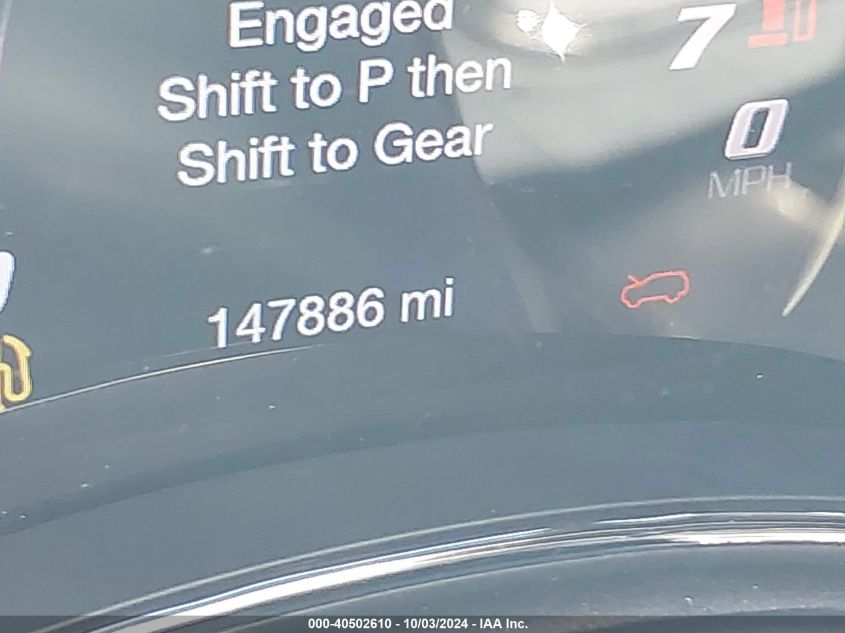 Engaged
Shift to P then
Shift to Gear
7
0
MPH
147886 mi
000-40502610 - 10/03/2024 - IAA Inc.